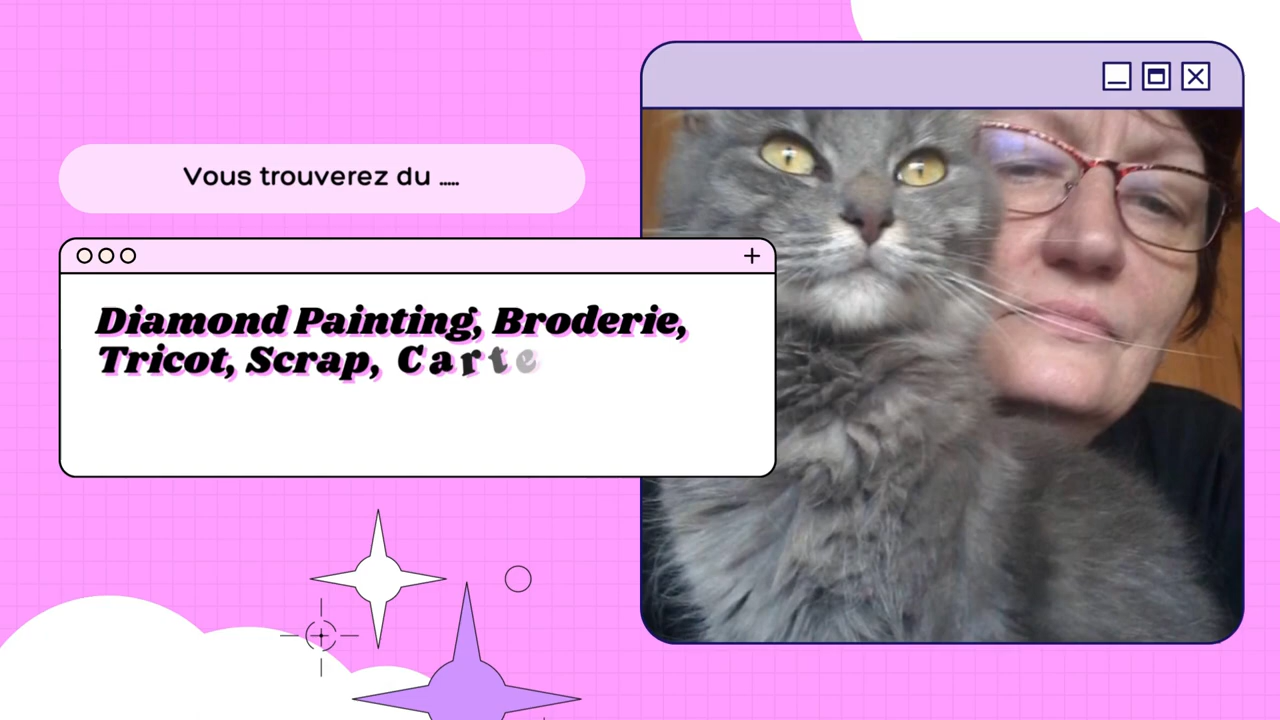 Vous trouverez du .....
Diamond Painting, Broderie,
Tricot, Scrap, Carte